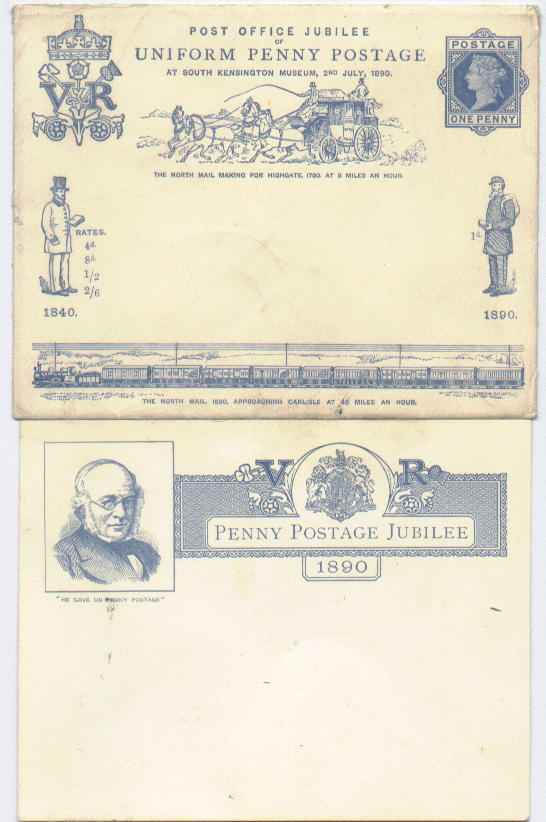 POST OFFICE JUBILEE
OF
UNIFORM PENNY POSTAGE
AT SOUTH KENSINGTON MUSEUM, 2ND JULY, 1890.
V R
POSTAGE
ONE PENNY
THE NORTH MAIL MAKING FOR HIGHGATE, 1790. AT 8 MILES AN HOUR.
RATES.
4d.
8d.
1/2
2/6
1840.
1d.
1890.
THE NORTH MAIL, 1890, APPROACHING CARLISLE AT 48 MILES AN HOUR.
V R
PENNY POSTAGE JUBILEE
1890
"HE GAVE US PENNY POSTAGE"